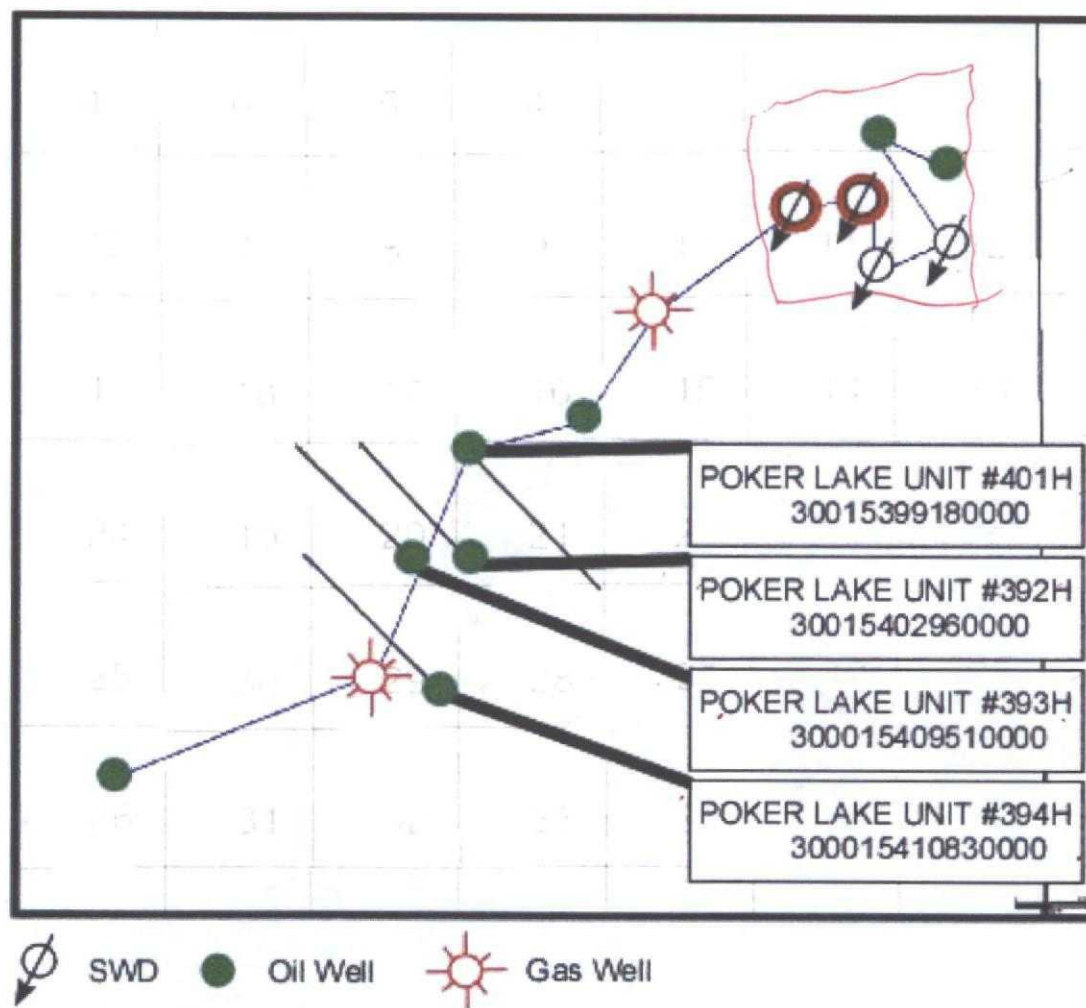 POKER LAKE UNIT #401H
30015399180000
POKER LAKE UNIT #392H
30015402960000
POKER LAKE UNIT #393H
300015409510000
POKER LAKE UNIT #394H
300015410830000
SWD
Oil Well
Gas Well